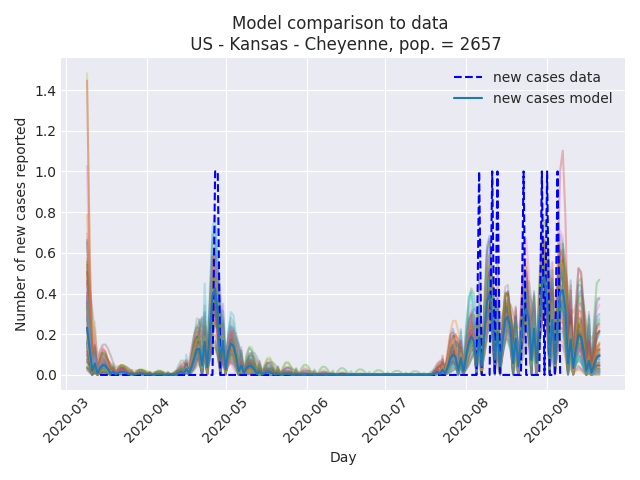 Model comparison to data
US - Kansas - Cheyenne, pop. = 2657
new cases data
new cases model
Number of new cases reported
1.4
1.2
1.0
0.8
0.6
0.4
0.2
0.0
2020-03
2020-04
2020-05
2020-06
2020-07
2020-08
2020-09
Day